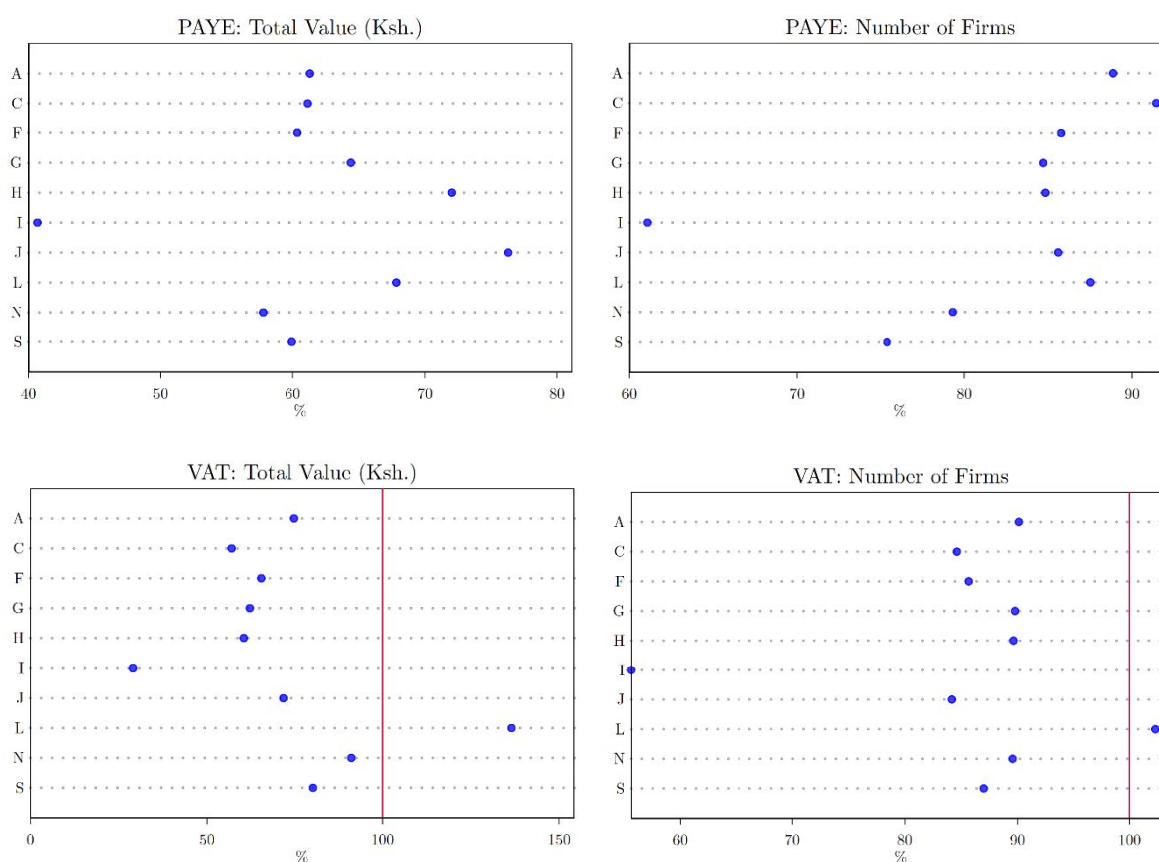 PAYE: Total Value (Ksh.)
A
C
F
G
H
I
J
L
N
S
40 50 60 70 80
%
PAYE: Number of Firms
A
C
F
G
H
I
J
L
N
S
60 70 80 90
%
VAT: Total Value (Ksh.)
A
C
F
G
H
I
J
L
N
S
0 50 100 150
%
VAT: Number of Firms
A
C
F
G
H
I
J
L
N
S
60 70 80 90 100
%